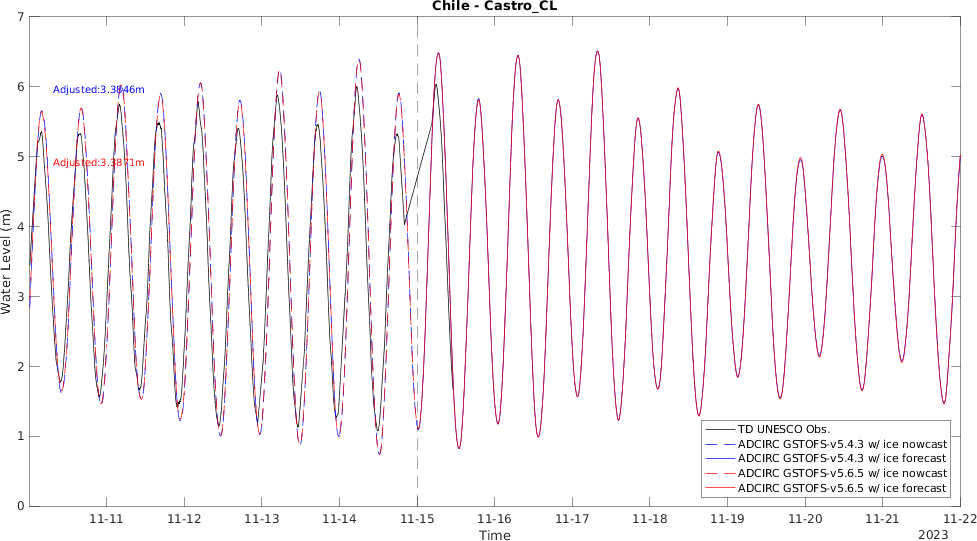 Chile - Castro_CL
7
6
5
4
3
2
1
0
Water Level (m)
Adjusted:3.3846m
Adjusted:3.3871m
TD UNESCO Obs.
ADCIRC GSTOFS-v5.4.3 w/ ice nowcast
ADCIRC GSTOFS-v5.4.3 w/ ice forecast
ADCIRC GSTOFS-v5.6.5 w/ ice nowcast
ADCIRC GSTOFS-v5.6.5 w/ ice forecast
11-11 11-12 11-13 11-14 11-15 11-16 11-17 11-18 11-19 11-20 11-21 11-22
Time
2023